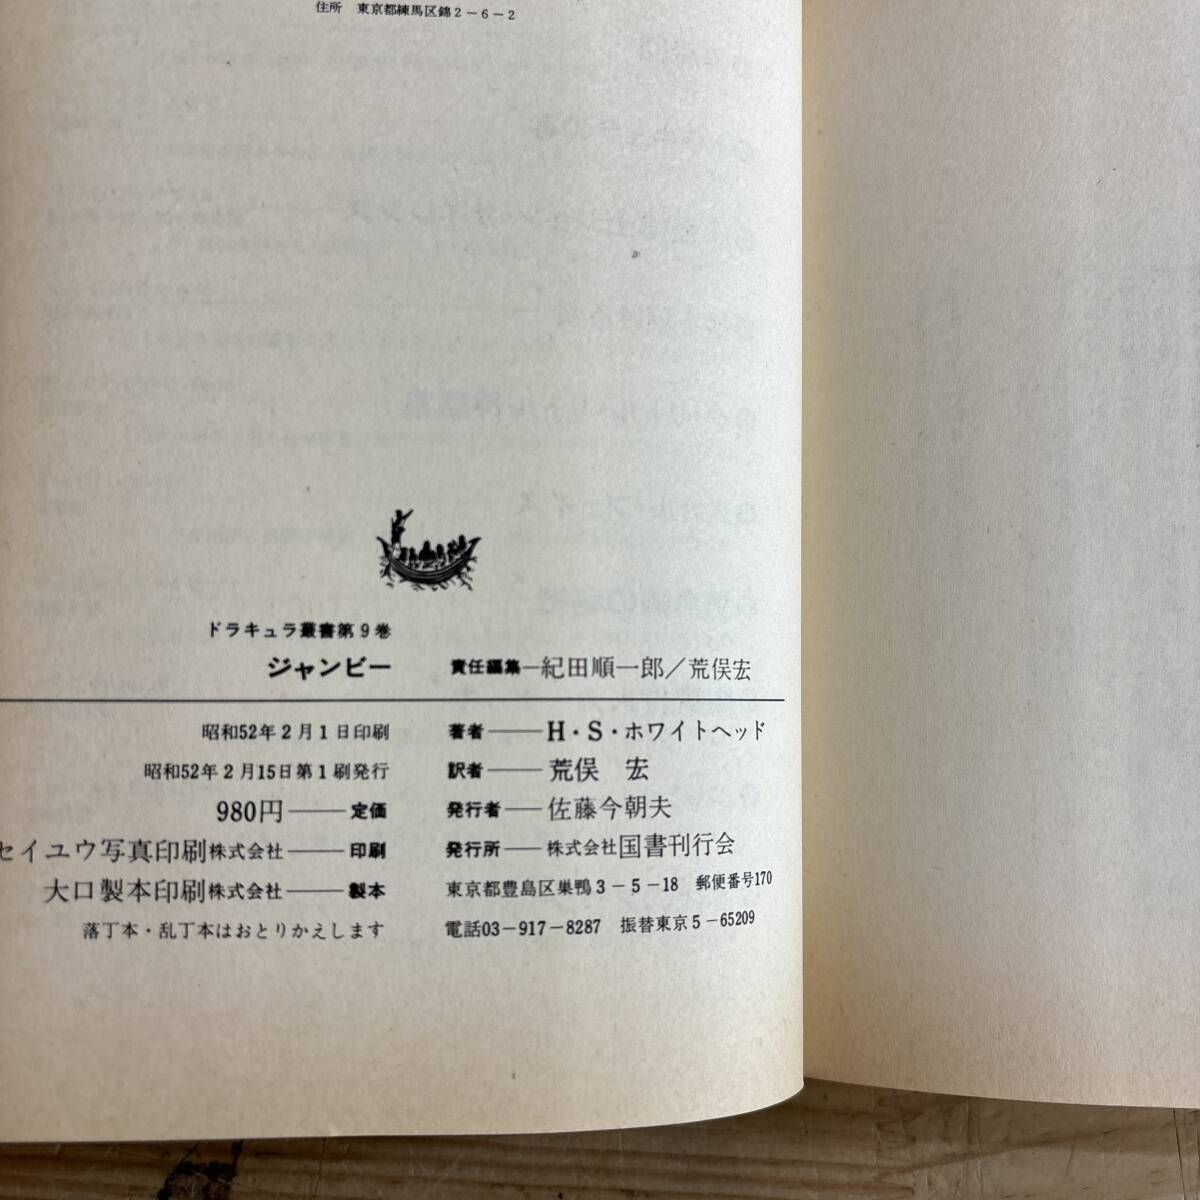 住所 東京都練馬区錦2-6-2
ドラキュラ叢書第9巻
ジャンビー 責任編集―紀田順一郎/荒俣宏
昭和52年2月1日印刷
昭和52年2月15日第1刷発行
980円――定価
セイユウ写真印刷株式会社――印刷
大口製本印刷株式会社――製本
落丁本・乱丁本はおとりかえします
著者――H・S・ホワイトヘッド
訳者――荒俣 宏
発行者―佐藤今朝夫
発行所―株式会社国書刊行会
東京都豊島区巣鴨3-5-18 郵便番号170
電話03-917-8287 振替東京5-65209